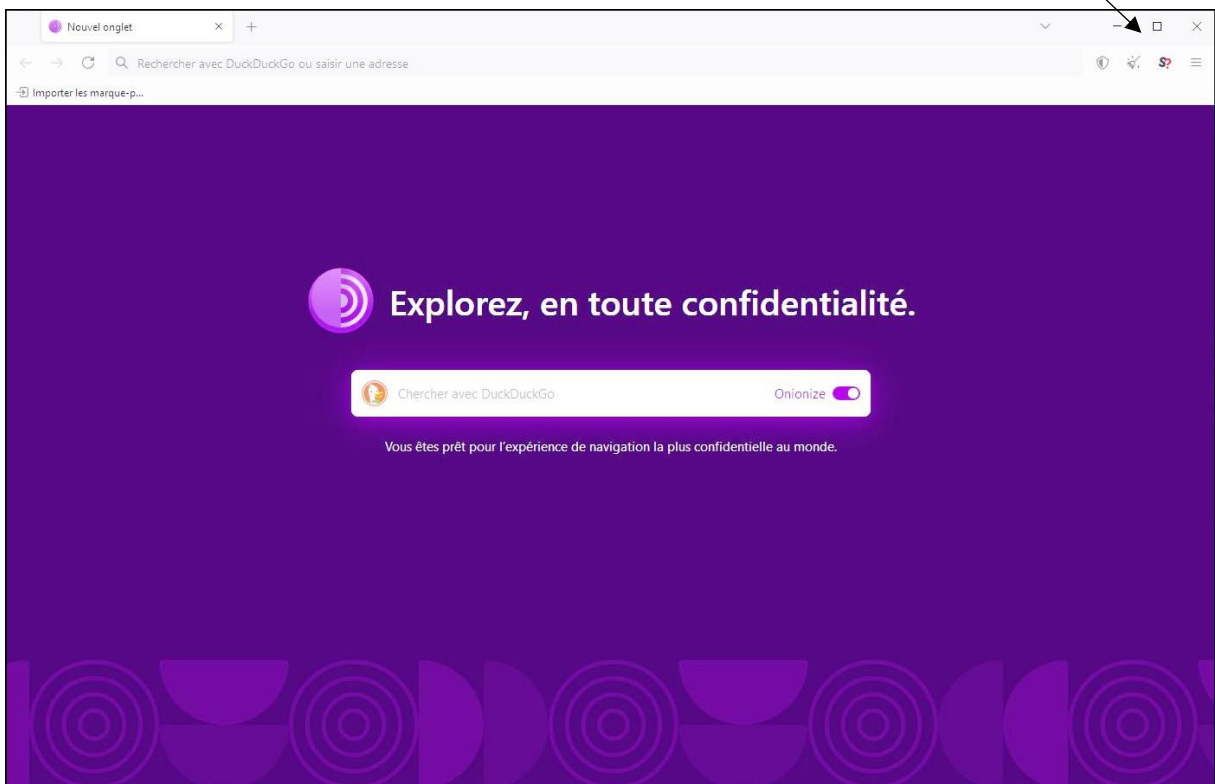 Nouvel onglet
Rechercher avec DuckDuckGo ou saisir une adresse
S?
Importer les marque-p...
Explorez, en toute confidentialité.
Chercher avec DuckDuckGo Onionize
Vous êtes prêt pour l'expérience de navigation la plus confidentielle au monde.